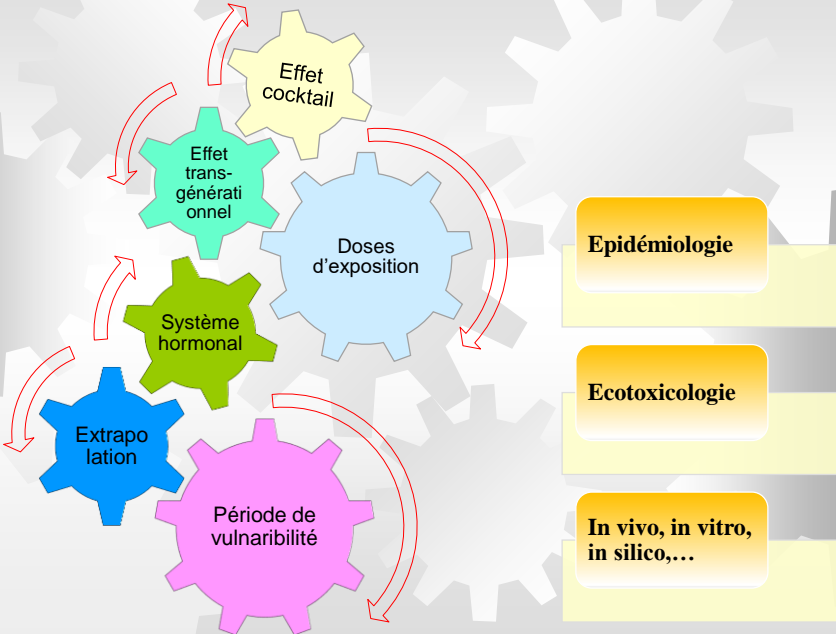 Effet
cocktail
Effet
trans-
générati
onnel
Doses
d'exposition
Système
hormonal
Extrapo
lation
Période de
vulnaribilité
Epidémiologie
Ecotoxicologie
In vivo, in vitro,
in silico,…